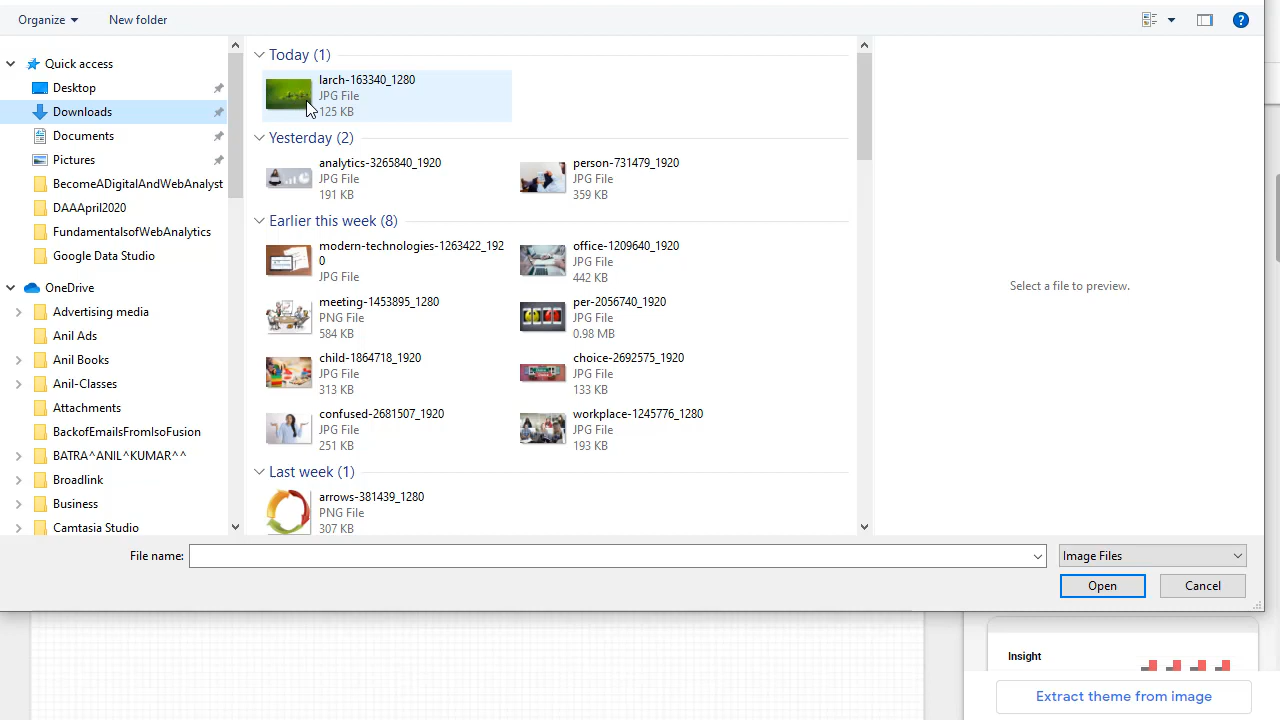 Organize New folder
Quick access
Desktop
Downloads
Documents
Pictures
BecomeADigitalAndWebAnalyst
DAAApril2020
FundamentalsofWebAnalytics
Google Data Studio
OneDrive
Advertising media
Anil Ads
Anil Books
Anil-Classes
Attachments
BackofEmailsFromIsoFusion
BATRA^ANIL^KUMAR^^
Broadlink
Business
Camtasia Studio
Today (1)
larch-163340_1280
JPG File
125 KB
Yesterday (2)
analytics-3265840_1920
JPG File
191 KB
person-731479_1920
JPG File
359 KB
Earlier this week (8)
modern-technologies-1263422_192
0
JPG File
office-1209640_1920
JPG File
442 KB
meeting-1453895_1280
PNG File
584 KB
per-2056740_1920
JPG File
0.98 MB
child-1864718_1920
JPG File
313 KB
choice-2692575_1920
JPG File
133 KB
confused-2681507_1920
JPG File
251 KB
workplace-1245776_1280
JPG File
193 KB
Last week (1)
arrows-381439_1280
PNG File
307 KB
Select a file to preview.
File name:
Image Files
Open
Cancel
Insight
Extract theme from image